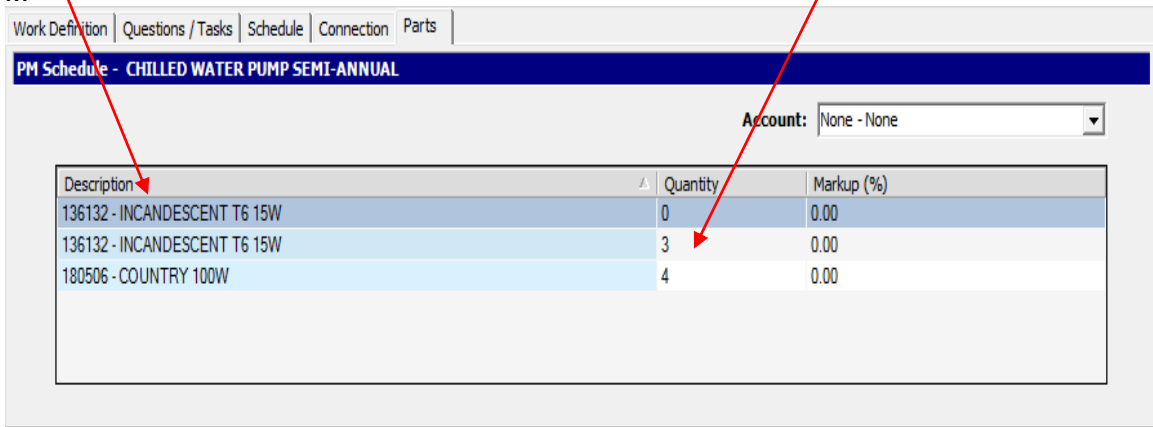 ...
Work Definition Questions / Tasks Schedule Connection Parts
PM Schedule - CHILLED WATER PUMP SEMI-ANNUAL
Account: None - None
Description Quantity Markup (%)
136132 - INCANDESCENT T6 15W 0 0.00
136132 - INCANDESCENT T6 15W 3 0.00
180506 - COUNTRY 100W 4 0.00